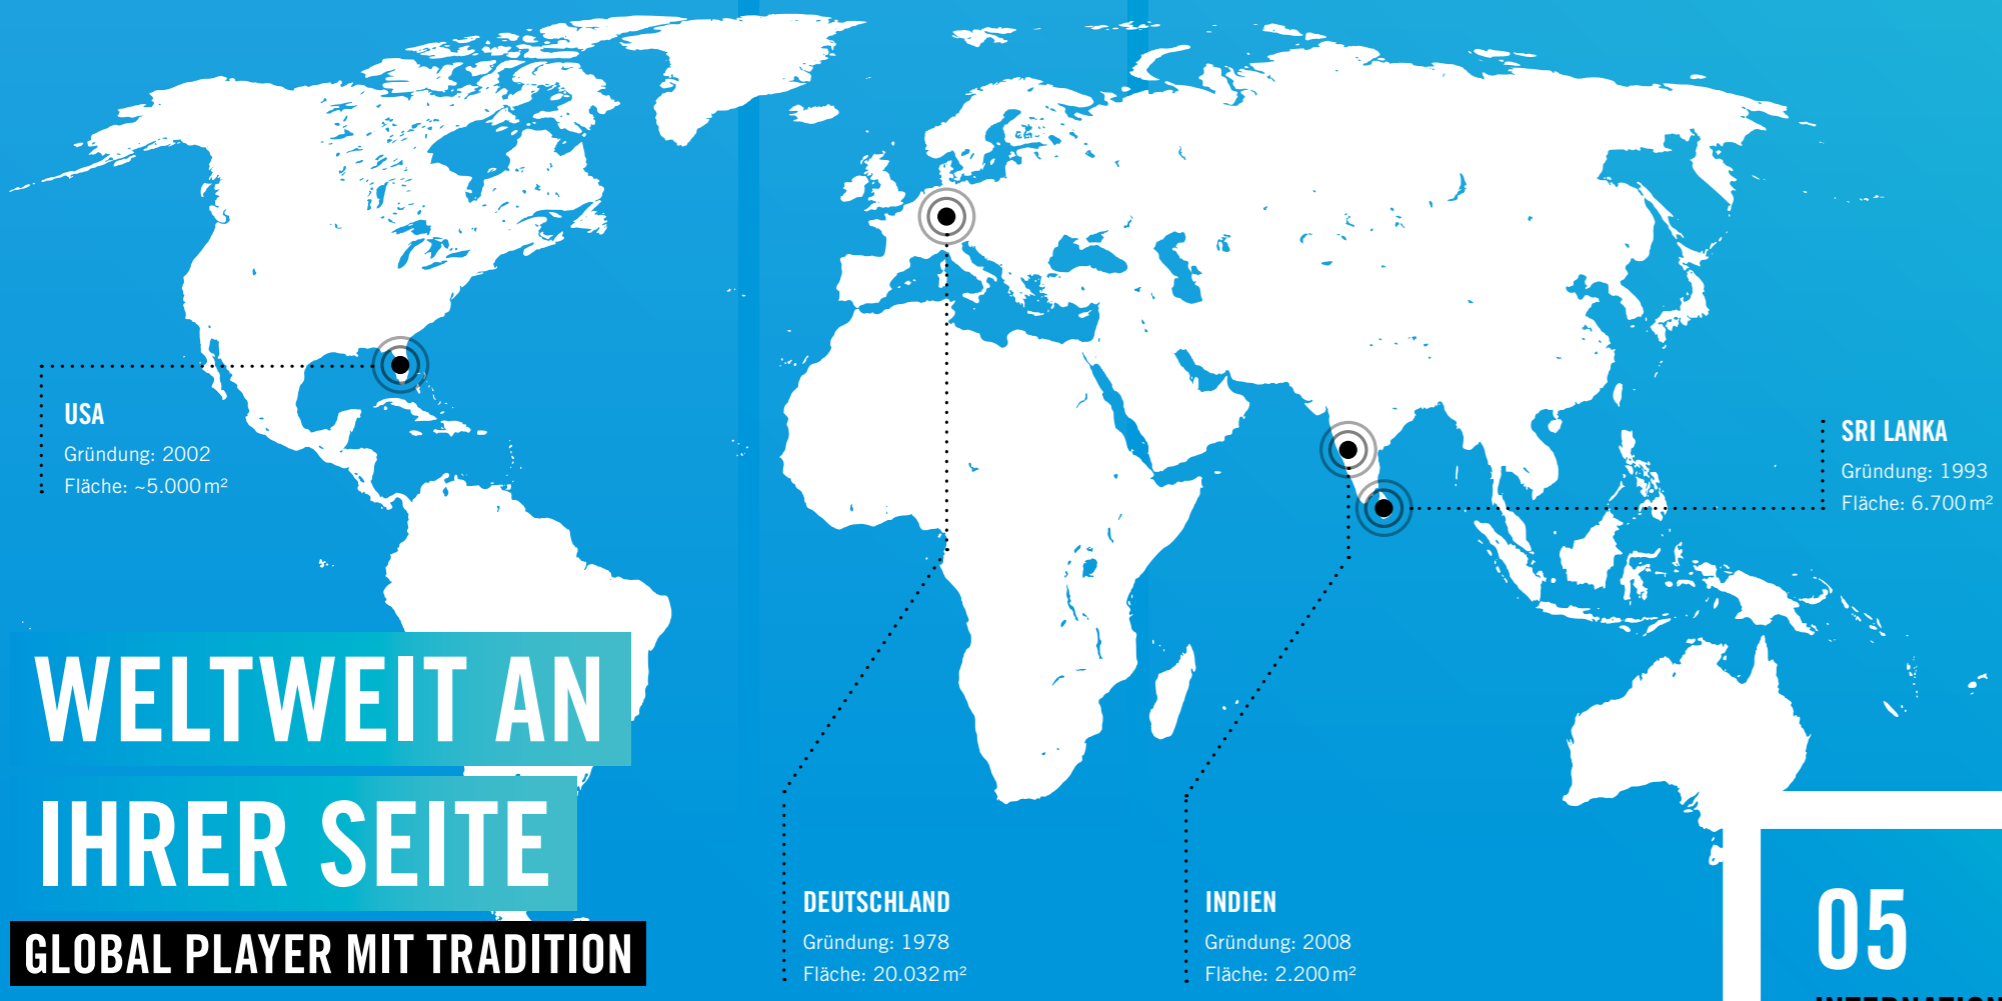 USA
Gründung: 2002
Fläche: ~5.000 m²
SRI LANKA
Gründung: 1993
Fläche: 6.700 m²
WELTWEIT AN
IHRER SEITE
GLOBAL PLAYER MIT TRADITION
DEUTSCHLAND
Gründung: 1978
Fläche: 20.032 m²
INDIEN
Gründung: 2008
Fläche: 2.200 m²
05